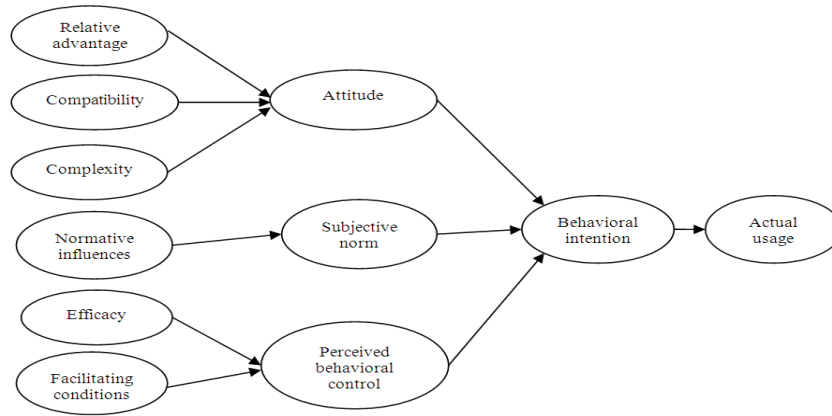 Relative
advantage
Compatibility
Complexity
Normative
influences
Efficacy
Facilitating
conditions
Attitude
Subjective
norm
Perceived
behavioral
control
Behavioral
intention
Actual
usage